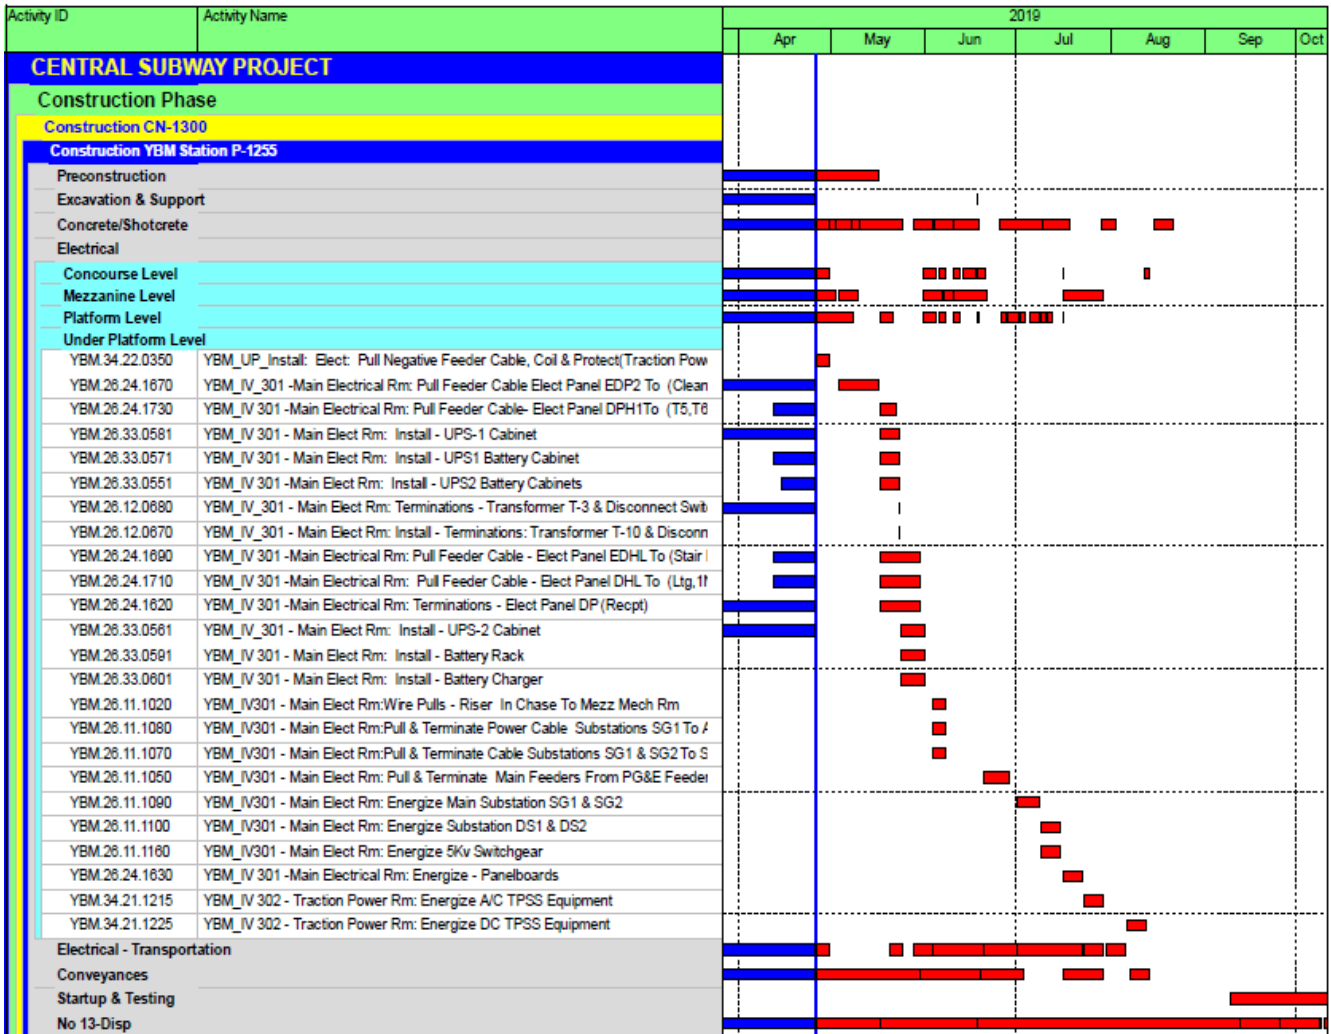 Activity ID Activity Name 2019
Apr May Jun Jul Aug Sep Oct
CENTRAL SUBWAY PROJECT
Construction Phase
Construction CN-1300
Construction YBM Station P-1255
Preconstruction
Excavation & Support
Concrete/Shotcrete
Electrical
Concourse Level
Mezzanine Level
Platform Level
Under Platform Level
YBM.34.22.0350 YBM_UP_Install: Elect: Pull Negative Feeder Cable, Coil & Protect(Traction Pow
YBM.26.24.1670 YBM_IV_301 -Main Electrical Rm: Pull Feeder Cable Elect Panel EDP2 To (Clean
YBM.26.24.1730 YBM_IV 301 -Main Electrical Rm: Pull Feeder Cable- Elect Panel DPH1To (T5,T6
YBM.26.33.0581 YBM_IV 301 - Main Elect Rm: Install - UPS-1 Cabinet
YBM.26.33.0571 YBM_IV 301 - Main Elect Rm: Install - UPS1 Battery Cabinet
YBM.26.33.0551 YBM_IV 301 -Main Elect Rm: Install - UPS2 Battery Cabinets
YBM.26.12.0680 YBM_IV_301 - Main Elect Rm: Terminations - Transformer T-3 & Disconnect Swit
YBM.26.12.0670 YBM_IV_301 - Main Elect Rm: Install - Terminations: Transformer T-10 & Disconn
YBM.26.24.1690 YBM_IV 301 -Main Electrical Rm: Pull Feeder Cable - Elect Panel EDHL To (Stair
YBM.26.24.1710 YBM_IV 301 -Main Electrical Rm: Pull Feeder Cable - Elect Panel DHL To (Ltg,1
YBM.26.24.1620 YBM_IV 301 -Main Electrical Rm: Terminations - Elect Panel DP (Recpt)
YBM.26.33.0561 YBM_IV_301 - Main Elect Rm: Install - UPS-2 Cabinet
YBM.26.33.0591 YBM_IV 301 - Main Elect Rm: Install - Battery Rack
YBM.26.33.0601 YBM_IV 301 - Main Elect Rm: Install - Battery Charger
YBM.26.11.1020 YBM_IV301 - Main Elect Rm:Wire Pulls - Riser In Chase To Mezz Mech Rm
YBM.26.11.1080 YBM_IV301 - Main Elect Rm:Pull & Terminate Power Cable Substations SG1 To A
YBM.26.11.1070 YBM_IV301 - Main Elect Rm:Pull & Terminate Cable Substations SG1 & SG2 To S
YBM.26.11.1050 YBM_IV301 - Main Elect Rm: Pull & Terminate Main Feeders From PG&E Feeder
YBM.26.11.1090 YBM_IV301 - Main Elect Rm: Energize Main Substation SG1 & SG2
YBM.26.11.1100 YBM_IV301 - Main Elect Rm: Energize Substation DS1 & DS2
YBM.26.11.1160 YBM_IV301 - Main Elect Rm: Energize 5Kv Switchgear
YBM.26.24.1630 YBM_IV 301 -Main Electrical Rm: Energize - Panelboards
YBM.34.21.1215 YBM_IV 302 - Traction Power Rm: Energize A/C TPSS Equipment
YBM.34.21.1225 YBM_IV 302 - Traction Power Rm: Energize DC TPSS Equipment
Electrical - Transportation
Conveyances
Startup & Testing
No 13-Disp